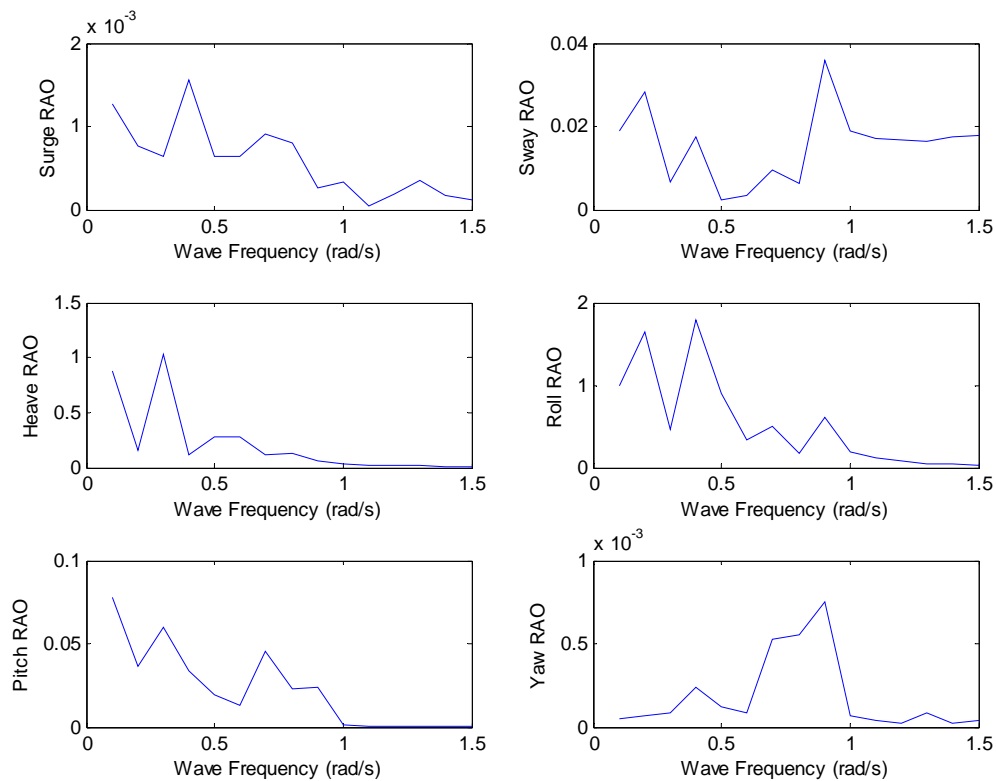 x 10-3
2
1
0
Surge RAO
0 0.5 1 1.5
Wave Frequency (rad/s)
0.04
0.02
0
Sway RAO
0 0.5 1 1.5
Wave Frequency (rad/s)
1.5
1
0.5
0
Heave RAO
0 0.5 1 1.5
Wave Frequency (rad/s)
2
1
0
Roll RAO
0 0.5 1 1.5
Wave Frequency (rad/s)
0.1
0.05
0
Pitch RAO
0 0.5 1 1.5
Wave Frequency (rad/s)
x 10-3
1
0.5
0
Yaw RAO
0 0.5 1 1.5
Wave Frequency (rad/s)